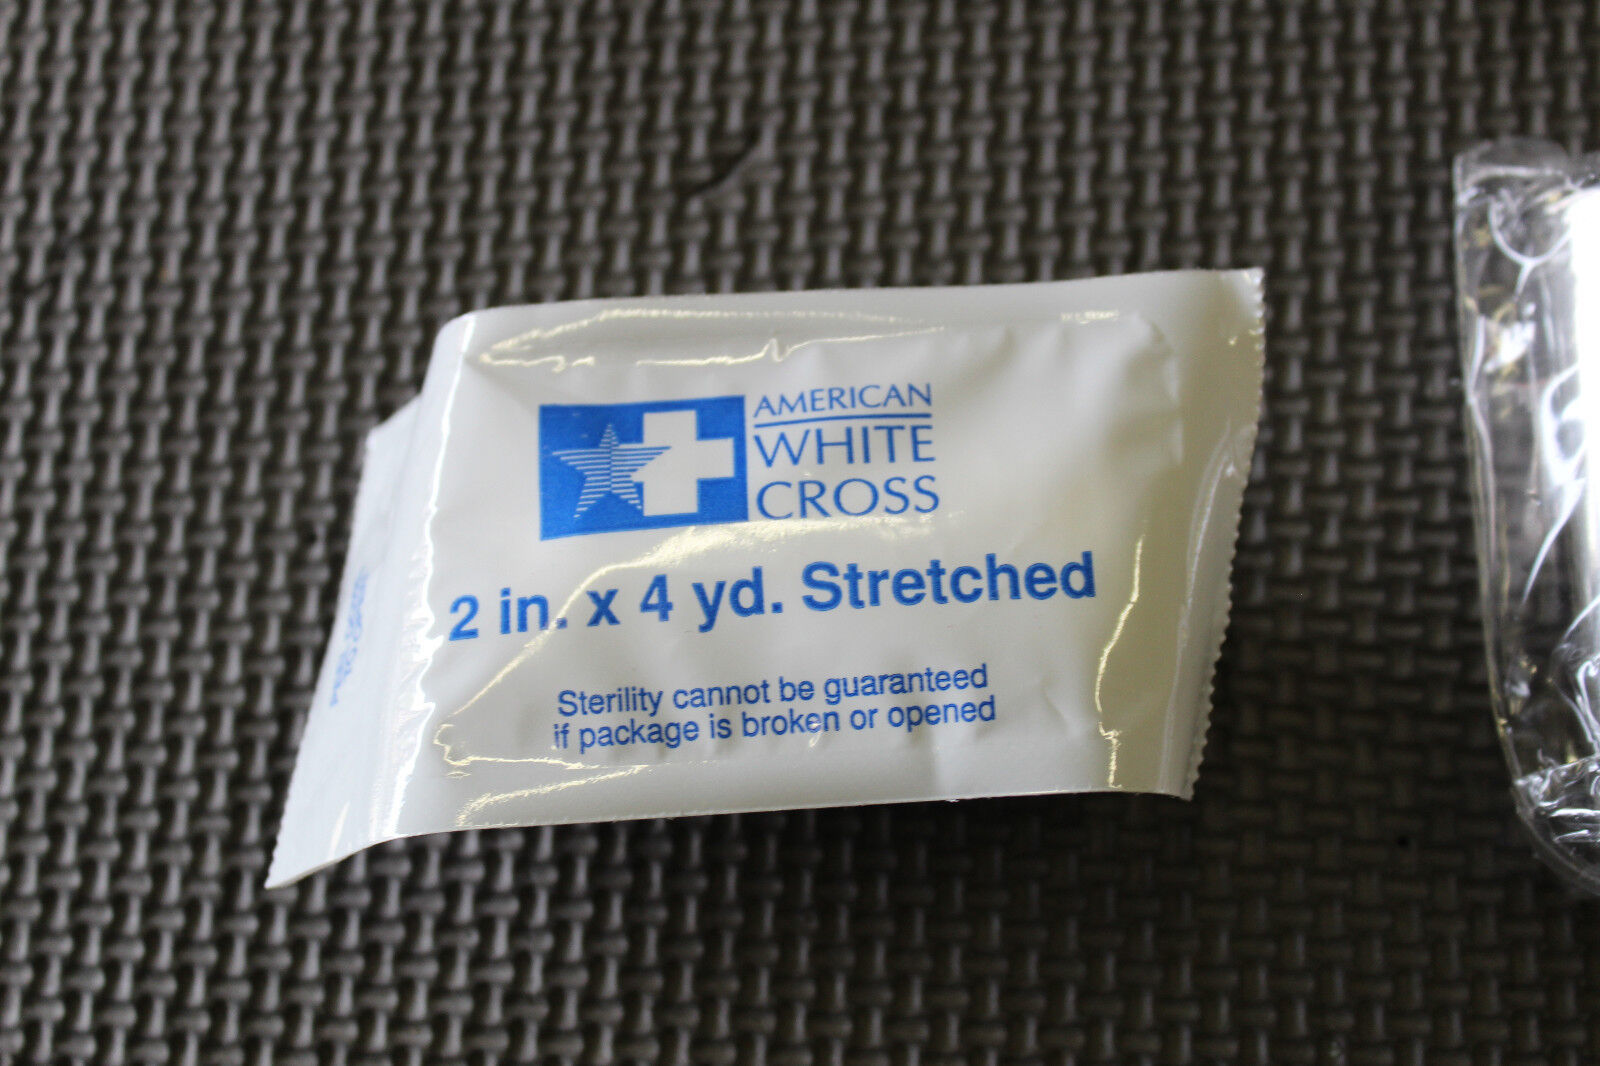 AMERICAN
WHITE
CROSS
2 in. x 4 yd. Stretched
Sterility cannot be guaranteed
if package is broken or opened